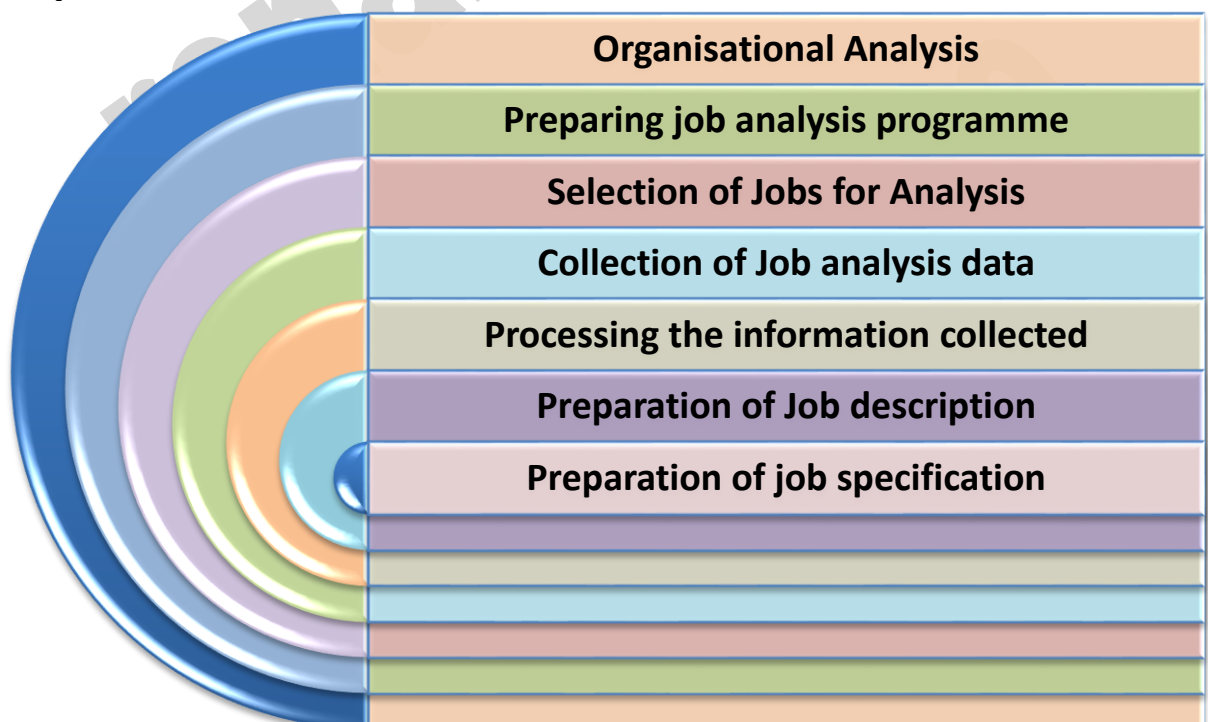 Organisational Analysis
Preparing job analysis programme
Selection of Jobs for Analysis
Collection of Job analysis data
Processing the information collected
Preparation of Job description
Preparation of job specification